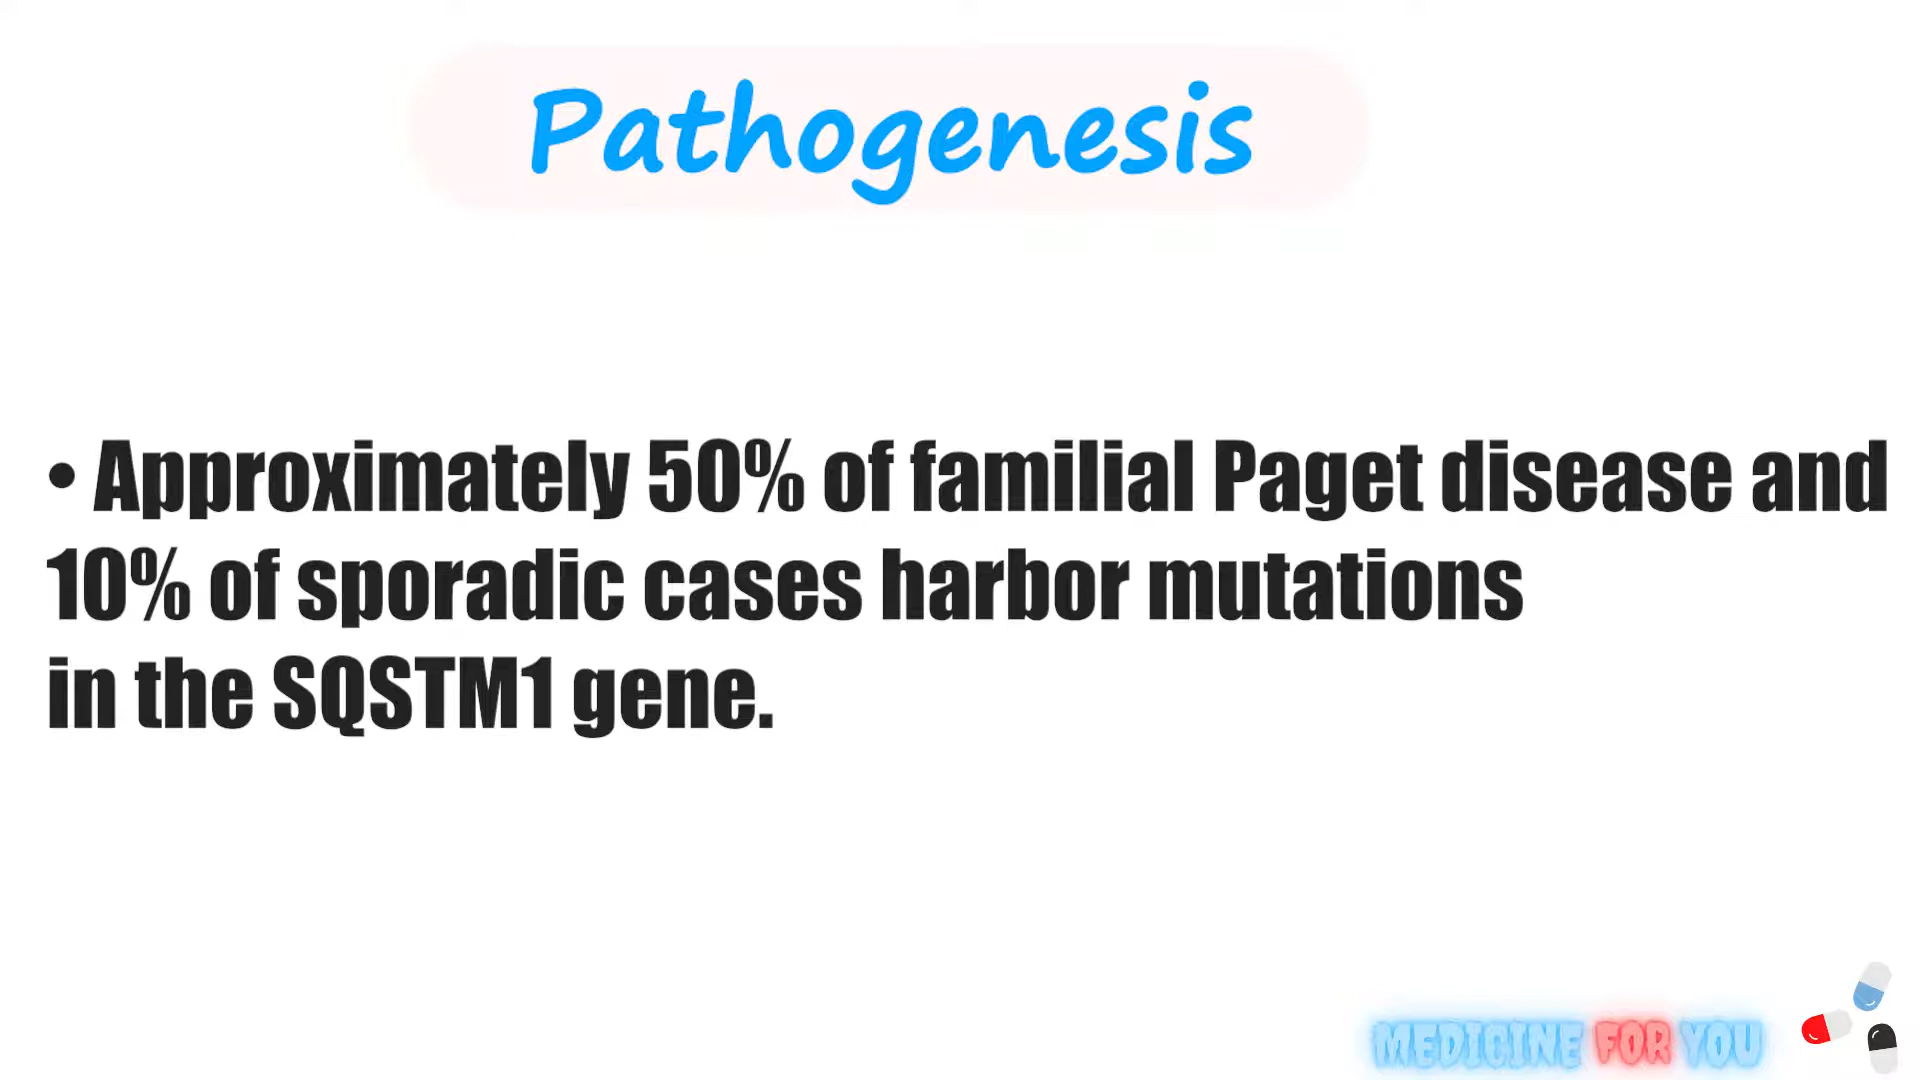 Pathogenesis
• Approximately 50% of familial Paget disease and
10% of sporadic cases harbor mutations
in the SQSTM1 gene.
MEDICINE FOR YOU